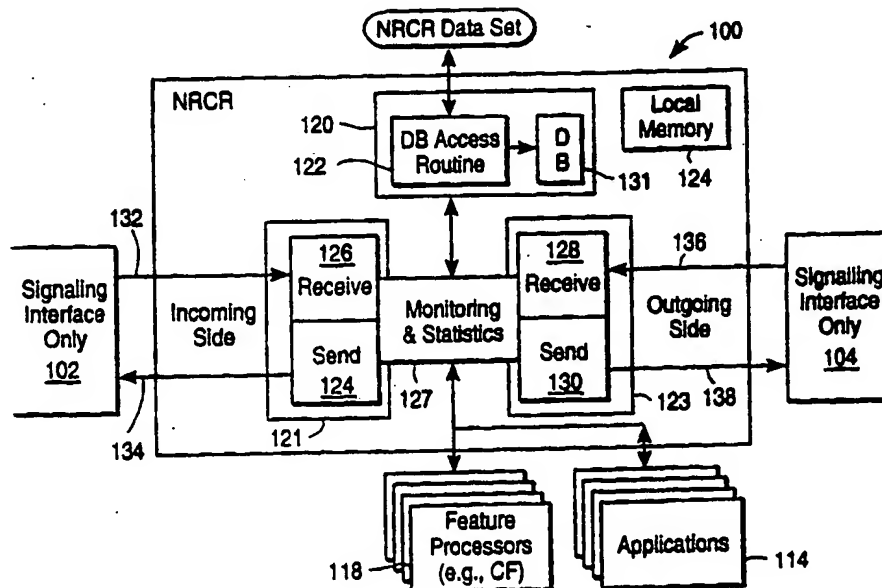 NRCR Data Set
100
NRCR
120
DB Access
Routine
122
D
B
131
Local
Memory
124
132
Signaling
Interface
Only
102
134
Incoming
Side
126
Receive
Send
124
121
Monitoring
& Statistics
127
128
Receive
Send
130
123
Outgoing
Side
136
138
Signaling
Interface
Only
104
118
Feature
Processors
(e.g., CF)
Applications
114